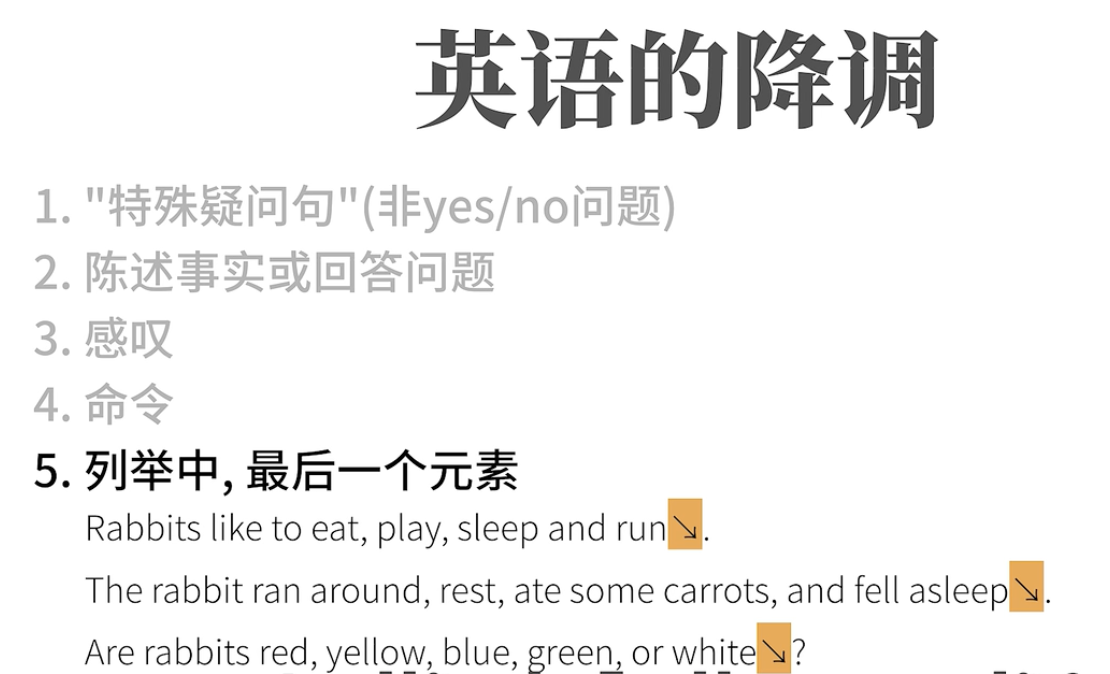 英语的降调
1. "特殊疑问句"(非yes/no问题)
2. 陈述事实或回答问题
3. 感叹
4. 命令
5. 列举中, 最后一个元素
Rabbits like to eat, play, sleep and run↘.
The rabbit ran around, rest, ate some carrots, and fell asleep↘.
Are rabbits red, yellow, blue, green, or white↘?